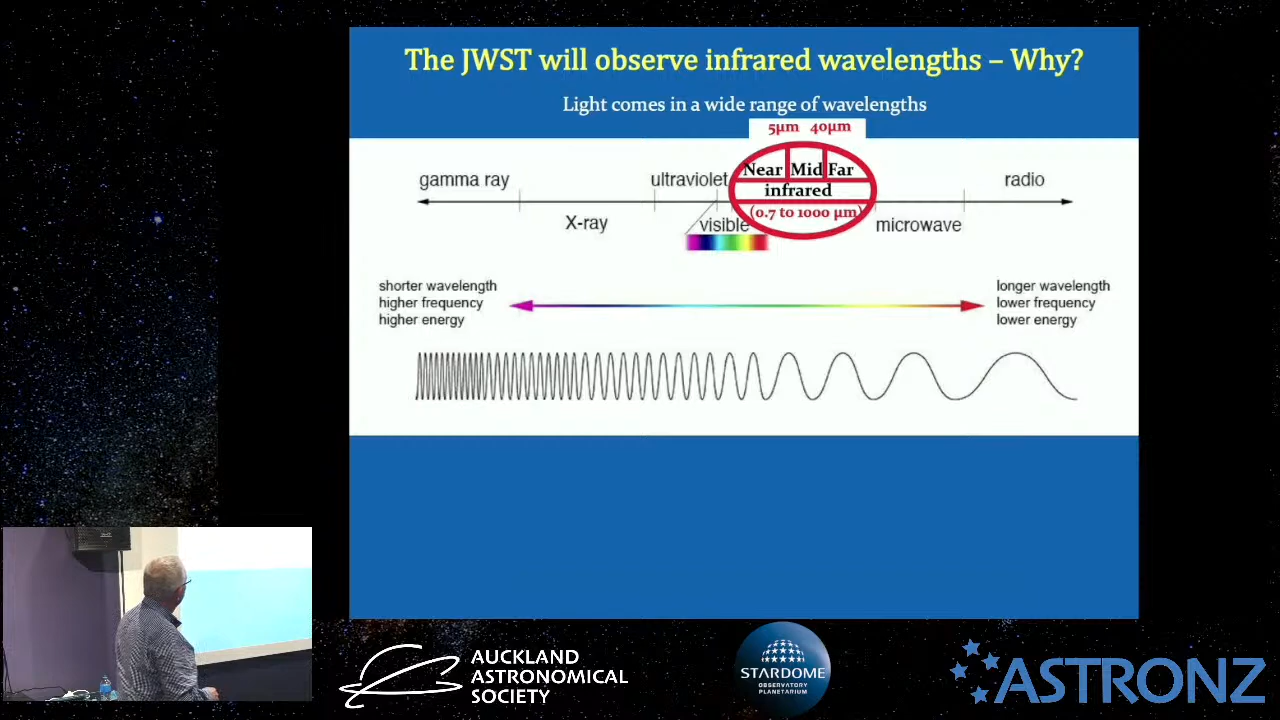 The JWST will observe infrared wavelengths – Why?
Light comes in a wide range of wavelengths
5μm 40μm
Near Mid Far
infrared
(0.7 to 1000 μm)
gamma ray
ultraviolet
radio
X-ray
visible
microwave
shorter wavelength
higher frequency
higher energy
longer wavelength
lower frequency
lower energy
AUCKLAND
ASTRONOMICAL
SOCIETY
STARDOME
OBSERVATORY
PLANETARIUM
ASTRONZ